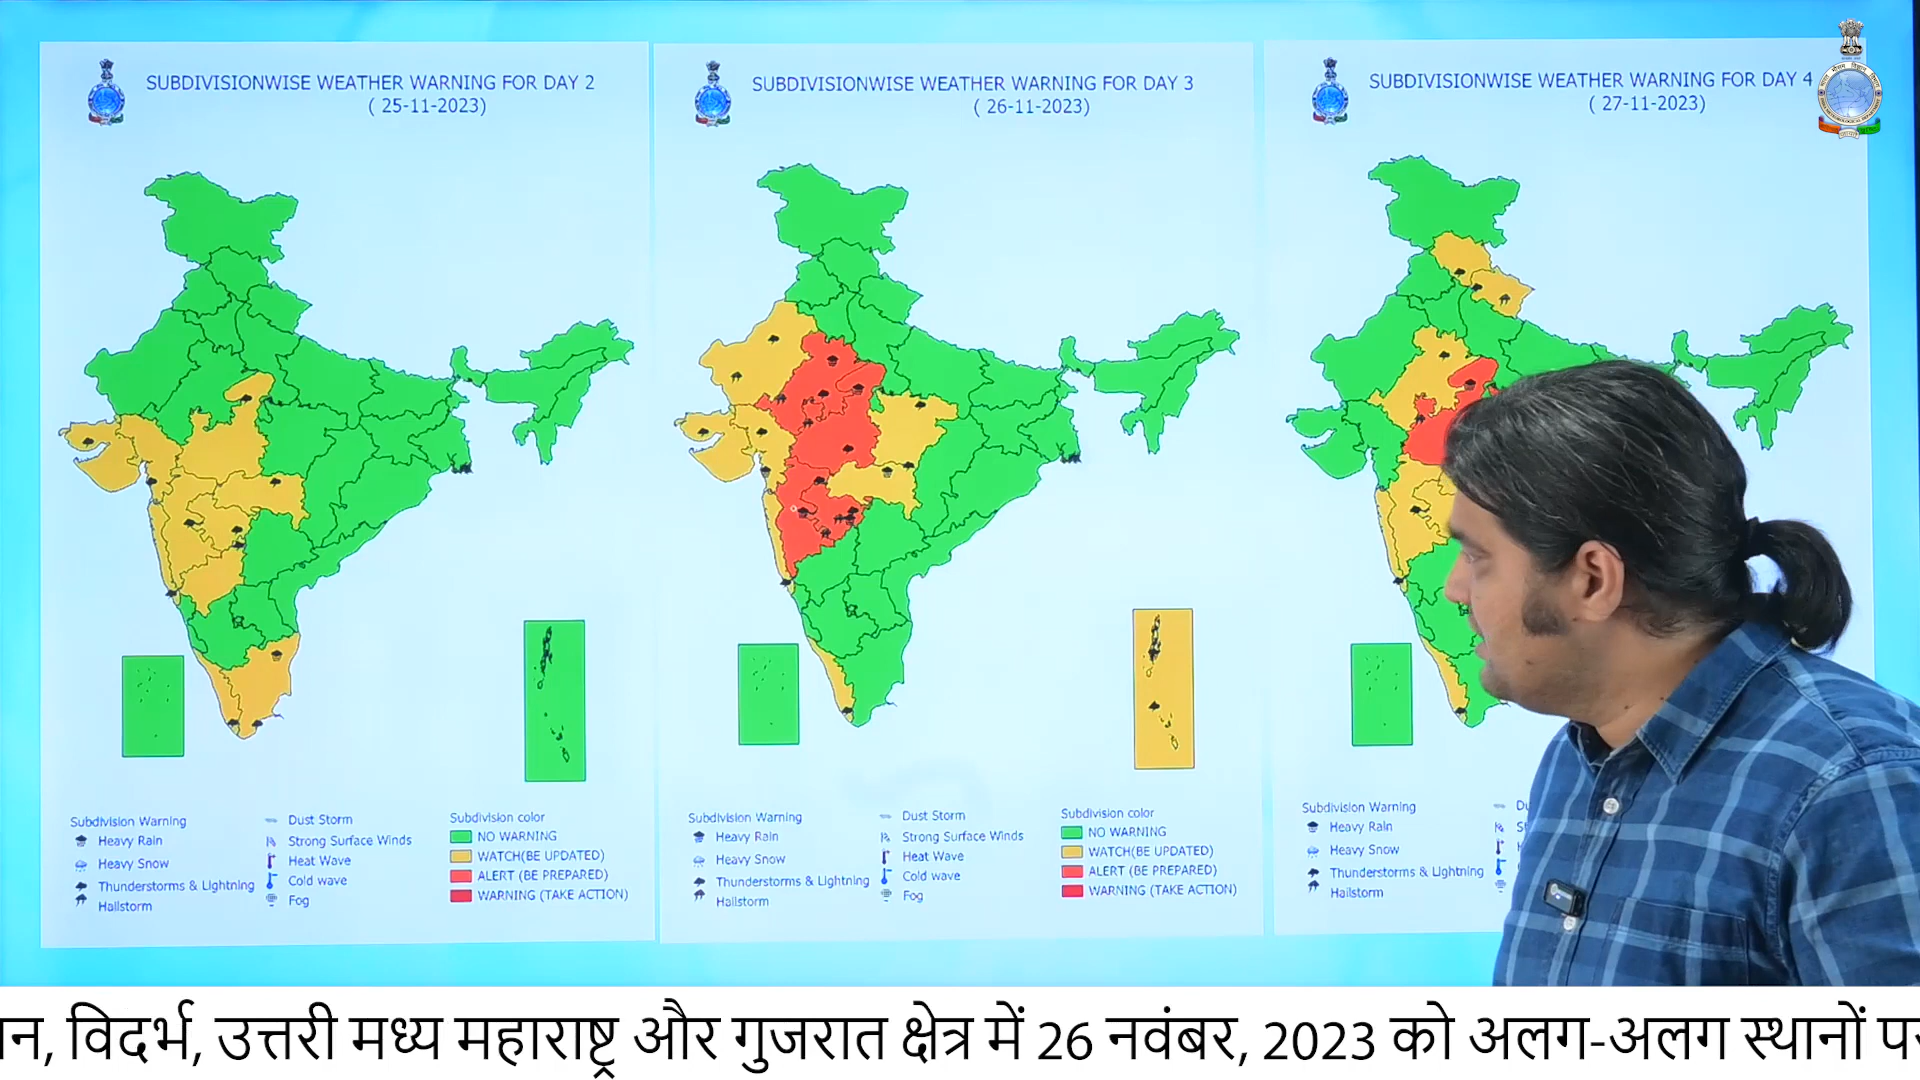 SUBDIVISIONWISE WEATHER WARNING FOR DAY 2
( 25-11-2023)
Subdivision Warning
Heavy Rain
Heavy Snow
Thunderstorms & Lightning
Hailstorm
Dust Storm
Strong Surface Winds
Heat Wave
Cold wave
Fog
Subdivision color
NO WARNING
WATCH(BE UPDATED)
ALERT (BE PREPARED)
WARNING (TAKE ACTION)
SUBDIVISIONWISE WEATHER WARNING FOR DAY 3
( 26-11-2023)
Subdivision Warning
Heavy Rain
Heavy Snow
Thunderstorms & Lightning
Hailstorm
Dust Storm
Strong Surface Winds
Heat Wave
Cold wave
Fog
Subdivision color
NO WARNING
WATCH(BE UPDATED)
ALERT (BE PREPARED)
WARNING (TAKE ACTION)
SUBDIVISIONWISE WEATHER WARNING FOR DAY 4
( 27-11-2023)
Subdivision Warning
Heavy Rain
Heavy Snow
Thunderstorms & Lightning
Hailstorm
विदर्भ, उत्तरी मध्य महाराष्ट्र और गुजरात क्षेत्र में 26 नवंबर, 2023 को अलग-अलग स्थानों